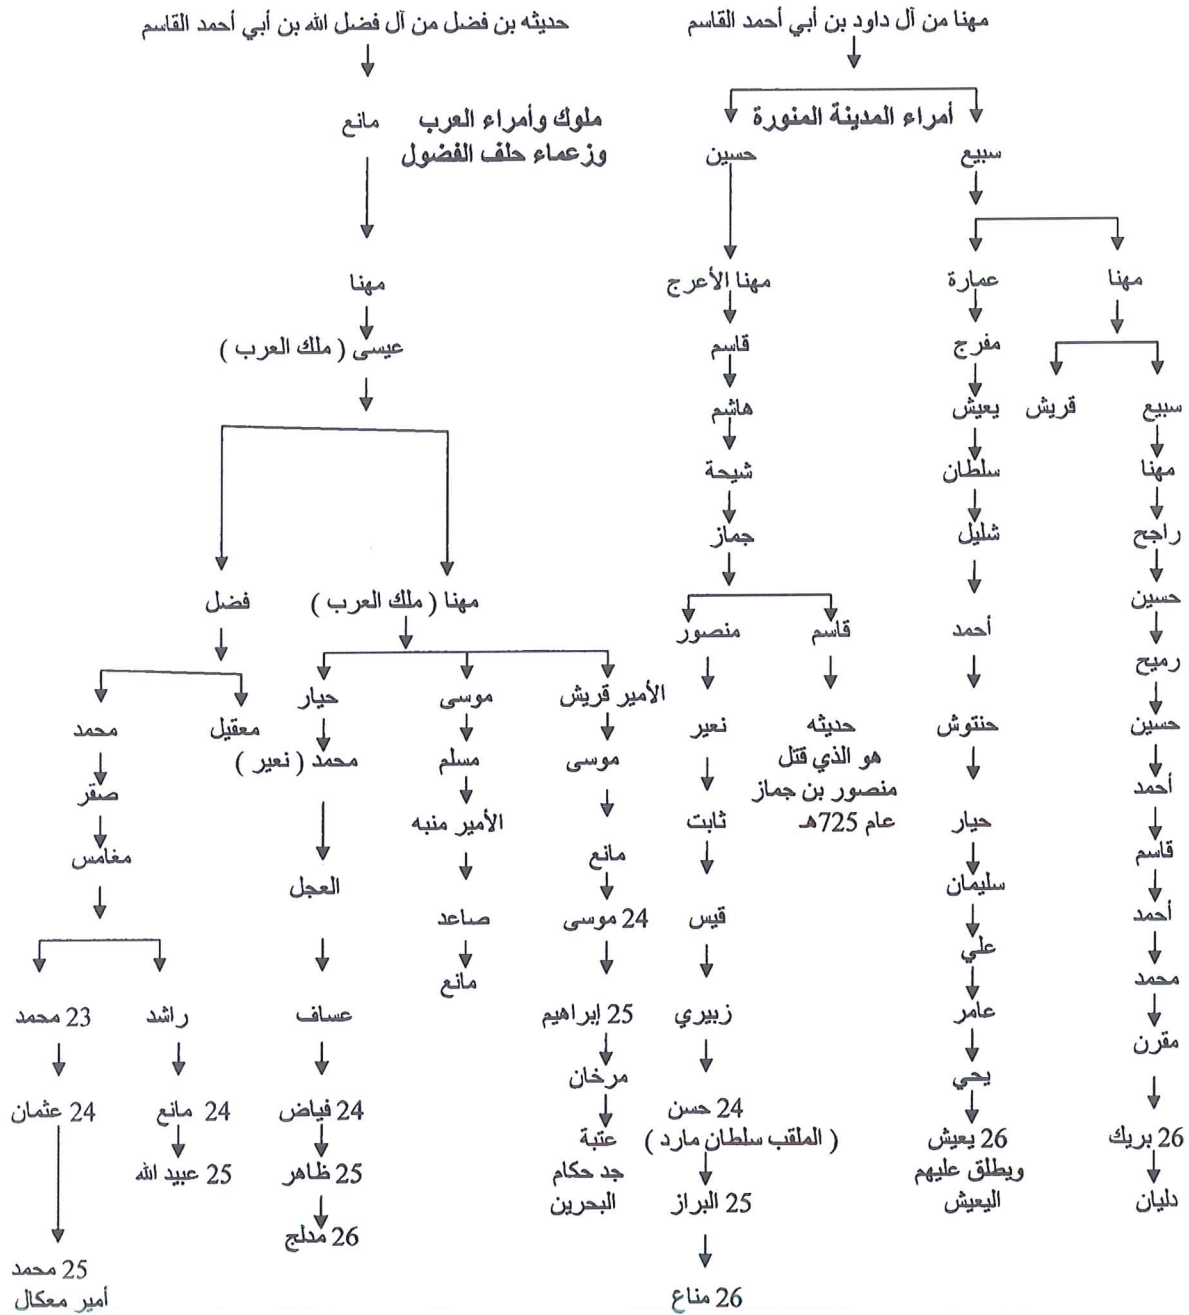 مهنا من آل داود بن أبي أحمد القاسم
أمراء المدينة المنورة
سبيع
حسين
مهنا
عمارة
مهنا الأعرج
مفرج
قاسم
سبيع
قريش
يعيش
هاشم
مهنا
سلطان
شيحة
راجح
شليل
جماز
حسين
أحمد
قاسم
منصور
رميح
حسين
حنتوش
حديثه
هو الذي قتل
منصور بن جماز
عام 725هـ
نعير
أحمد
حيار
ثابت
قاسم
سليمان
أحمد
علي
قيس
محمد
عامر
زبيري
مقرن
يحي
24 حسن
( الملقب سلطان مارد )
26 بريك
26 يعيش
ويطلق عليهم
اليعيش
دليان
25 البراز
26 مناع
حديثه بن فضل من آل فضل الله بن أبي أحمد القاسم
ملوك وأمراء العرب
وزعماء حلف الفضول
مانع
مهنا
عيسى ( ملك العرب )
مهنا ( ملك العرب )
فضل
الأمير قريش
موسى
حيار
معقيل
محمد
موسى
مسلم
محمد ( نعير )
صقر
الأمير منبه
مغامس
مانع
العجل
24 موسى
صاعد
مانع
25 إبراهيم
عساف
راشد
23 محمد
مرخان
24 فياض
24 مانع
24 عثمان
عتبة
جد حكام
البحرين
25 ظاهر
25 عبيد الله
26 مدلج
25 محمد
أمير معكال